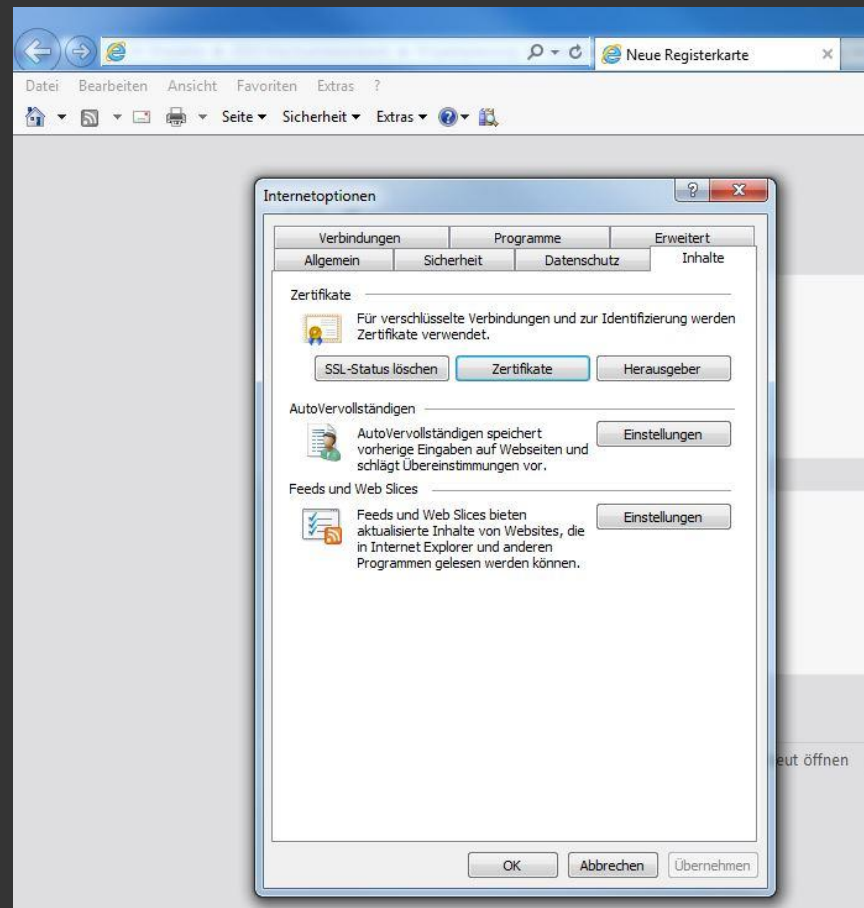 Neue Registerkarte
Datei Bearbeiten Ansicht Favoriten Extras ?
Seite Sicherheit Extras
Internetoptionen
Verbindungen Programme Erweitert
Allgemein Sicherheit Datenschutz Inhalte
Zertifikate
Für verschlüsselte Verbindungen und zur Identifizierung werden
Zertifikate verwendet.
SSL-Status löschen Zertifikate Herausgeber
AutoVervollständigen
AutoVervollständigen speichert
vorherige Eingaben auf Webseiten und
schlägt Übereinstimmungen vor.
Einstellungen
Feeds und Web Slices
Feeds und Web Slices bieten
aktualisierte Inhalte von Websites, die
in Internet Explorer und anderen
Programmen gelesen werden können.
Einstellungen
eut öffnen
OK Abbrechen Übernehmen